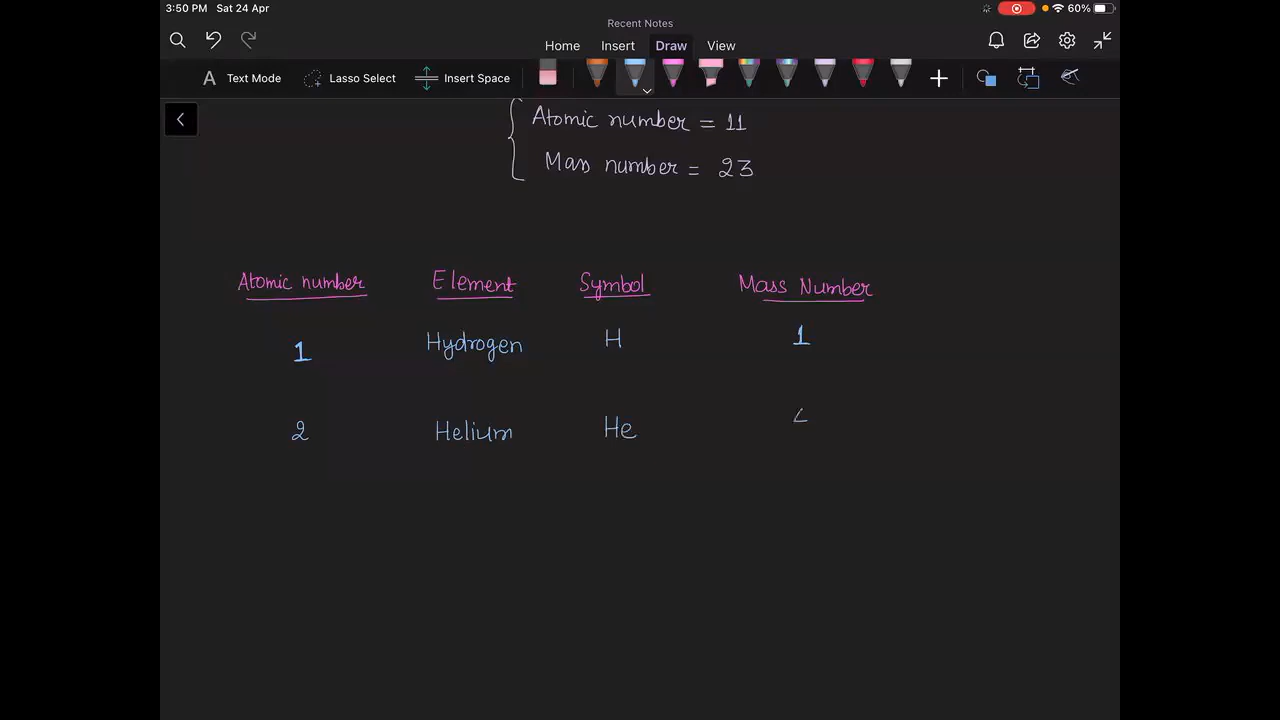 3:50 PM Sat 24 Apr 60%
Recent Notes
Home Insert Draw View
Text Mode Lasso Select Insert Space
Atomic number = 11
Mass number = 23
Atomic number Element Symbol Mass Number
1 Hydrogen H 1
2 Helium He